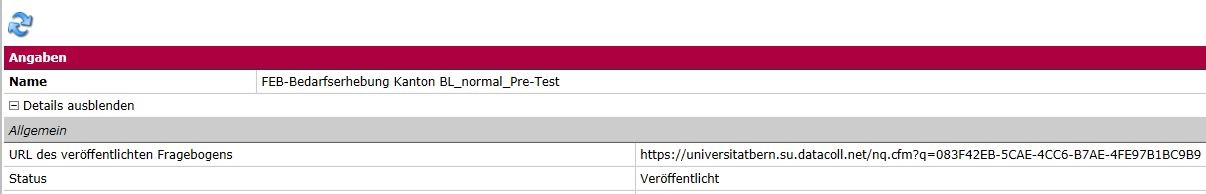 Angaben
Name FEB-Bedarfserhebung Kanton BL_normal_Pre-Test
Details ausblenden
Allgemein
URL des veröffentlichten Fragebogens https://universitatbern.su.datacoll.net/nq.cfm?q=083F42EB-5CAE-4CC6-B7AE-4FE97B1BC9B9
Status Veröffentlicht